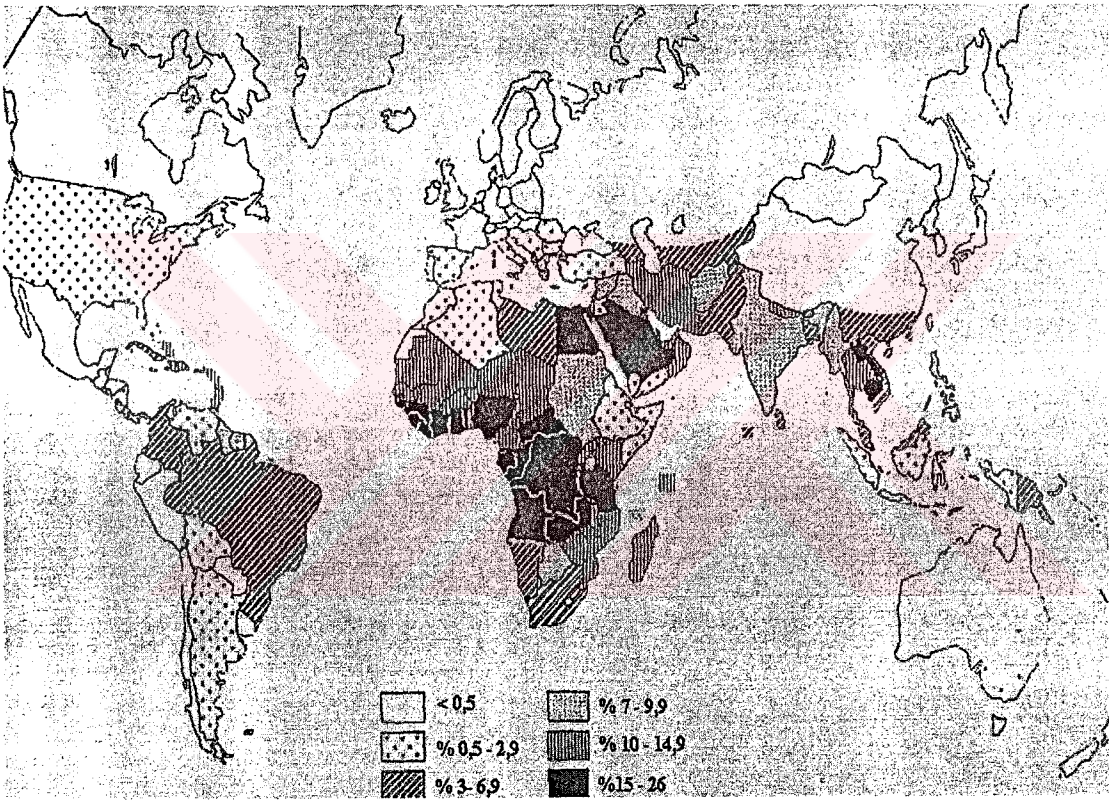 < 0,5
% 0,5 - 2,9
% 3- 6,9
% 7 - 9,9
% 10 - 14,9
%15 - 26